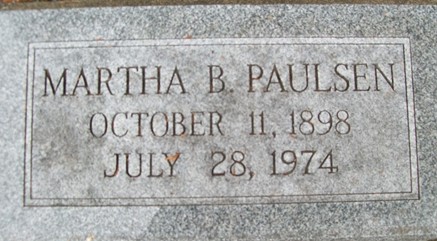 MARTHA B. PAULSEN
OCTOBER 11, 1898
JULY 28, 1974